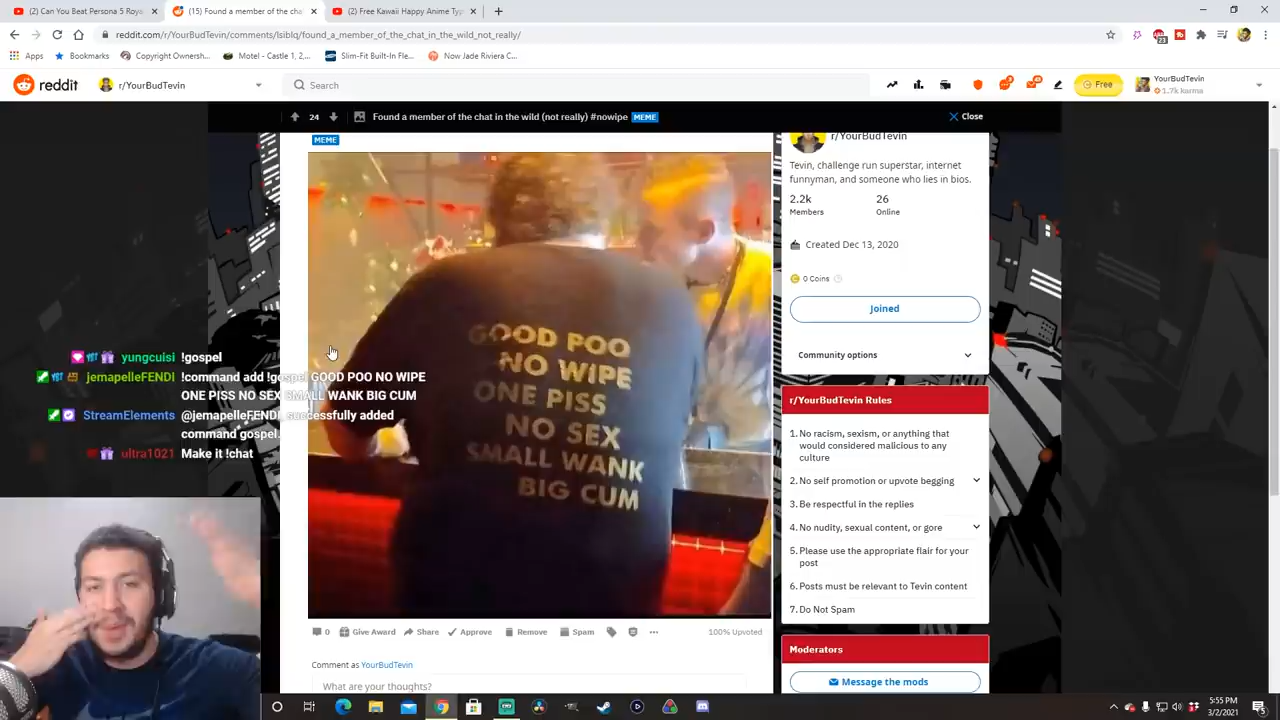 (2) Can You Beat Persona 5 Roya
(15) Found a member of the cha
(2) Free Kawaii Happy Anime Typ
reddit.com/r/YourBudTevin/comments/lsiblq/found_a_member_of_the_chat_in_the_wild_not_really/
Apps
Bookmarks
Copyright Ownersh...
Motel - Castle 1, 2,...
Slim-Fit Built-In Fle...
Now Jade Riviera C...
reddit
r/YourBudTevin
Search
Free
YourBudTevin
1.7k karma
24
Found a member of the chat in the wild (not really) #nowipe
MEME
Close
MEME
GOOD POO
NO WIPE
ONE PISS
NO SEX
ALL WANK
BIG CUM
yungcuisi !gospel
jemapelleFENDI !command add !gospel GOOD POO NO WIPE
ONE PISS NO SEX SMALL WANK BIG CUM
StreamElements @jemapelleFENDI, successfully added
command gospel.
ultra1021 Make it !chat
0
Give Award
Share
Approve
Remove
Spam
100% Upvoted
Comment as YourBudTevin
What are your thoughts?
r/YourBudTevin
Tevin, challenge run superstar, internet
funnyman, and someone who lies in bios.
2.2k
26
Members
Online
Created Dec 13, 2020
0 Coins
Joined
Community options
r/YourBudTevin Rules
1. No racism, sexism, or anything that
would considered malicious to any
culture
2. No self promotion or upvote begging
3. Be respectful in the replies
4. No nudity, sexual content, or gore
5. Please use the appropriate flair for your
post
6. Posts must be relevant to Tevin content
7. Do Not Spam
Moderators
Message the mods
5:55 PM
3/2/2021